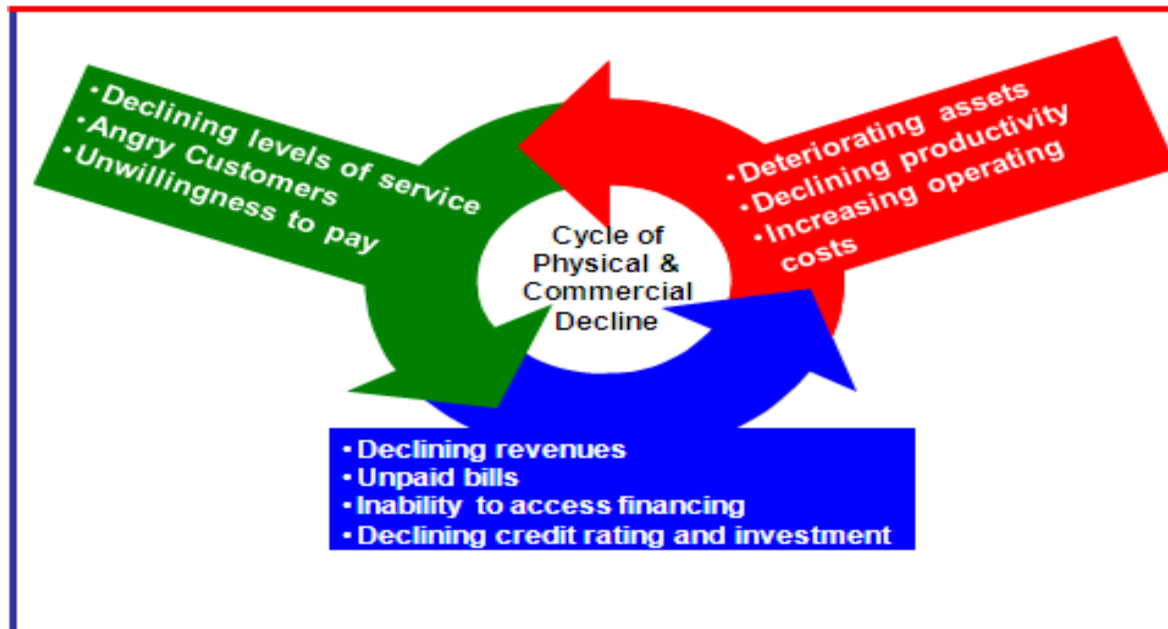 •Declining levels of service
•Angry Customers
•Unwillingness to pay
•Deteriorating assets
•Declining productivity
•Increasing operating
costs
Cycle of
Physical &
Commercial
Decline
•Declining revenues
•Unpaid bills
•Inability to access financing
•Declining credit rating and investment